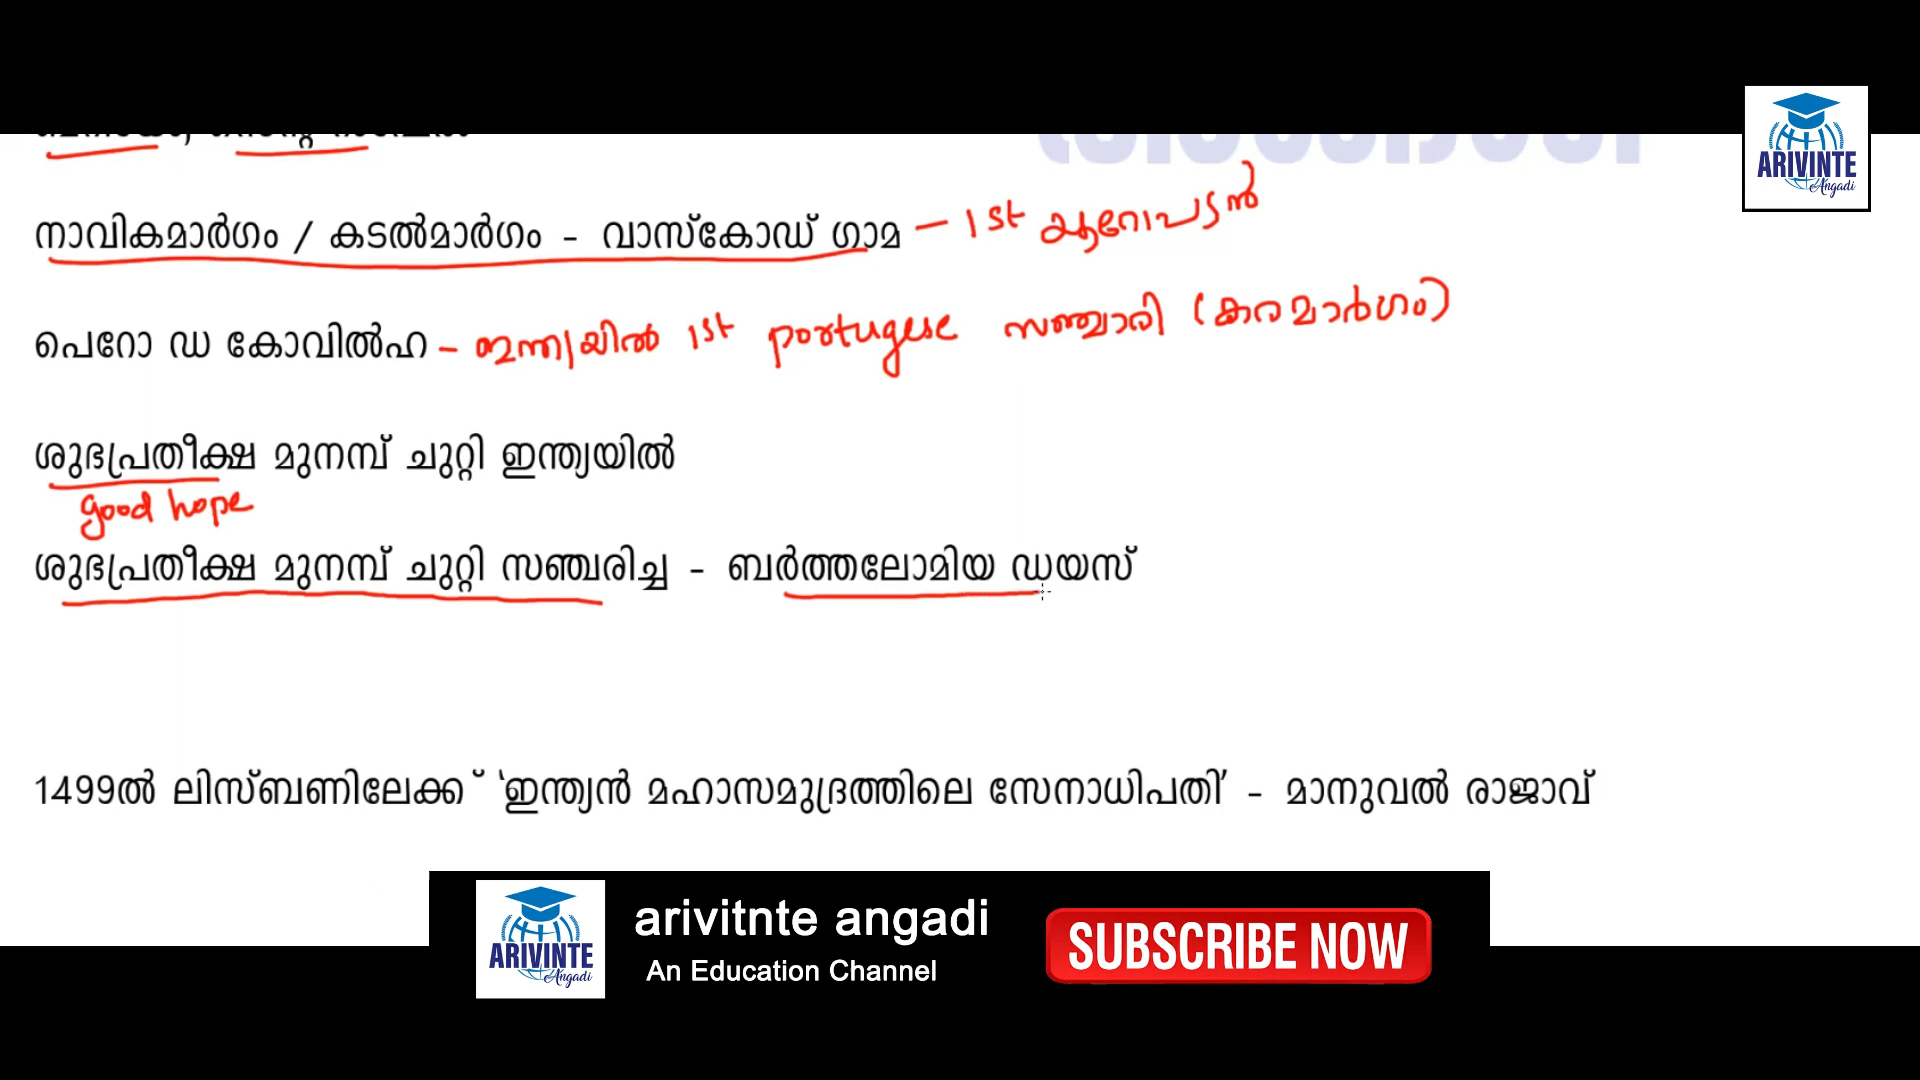 ARIVINTE
Angadi
നാവികമാർഗം / കടൽമാർഗം - വാസ്കോഡ് ഗാമ - 1st യൂറോപ്യൻ
പെറോ ഡ കോവിൽഹ - ഇന്ത്യയിൽ 1st portugese സഞ്ചാരി (കരമാർഗം)
ശുഭപ്രതീക്ഷ മുനമ്പ് ചുറ്റി ഇന്ത്യയിൽ
good hope
ശുഭപ്രതീക്ഷ മുനമ്പ് ചുറ്റി സഞ്ചരിച്ച - ബർത്തലോമിയ ഡയസ്
1499ൽ ലിസ്ബണിലേക്ക് 'ഇന്ത്യൻ മഹാസമുദ്രത്തിലെ സേനാധിപതി' - മാനുവൽ രാജാവ്
ARIVINTE
Angadi
arivitnte angadi
An Education Channel
SUBSCRIBE NOW